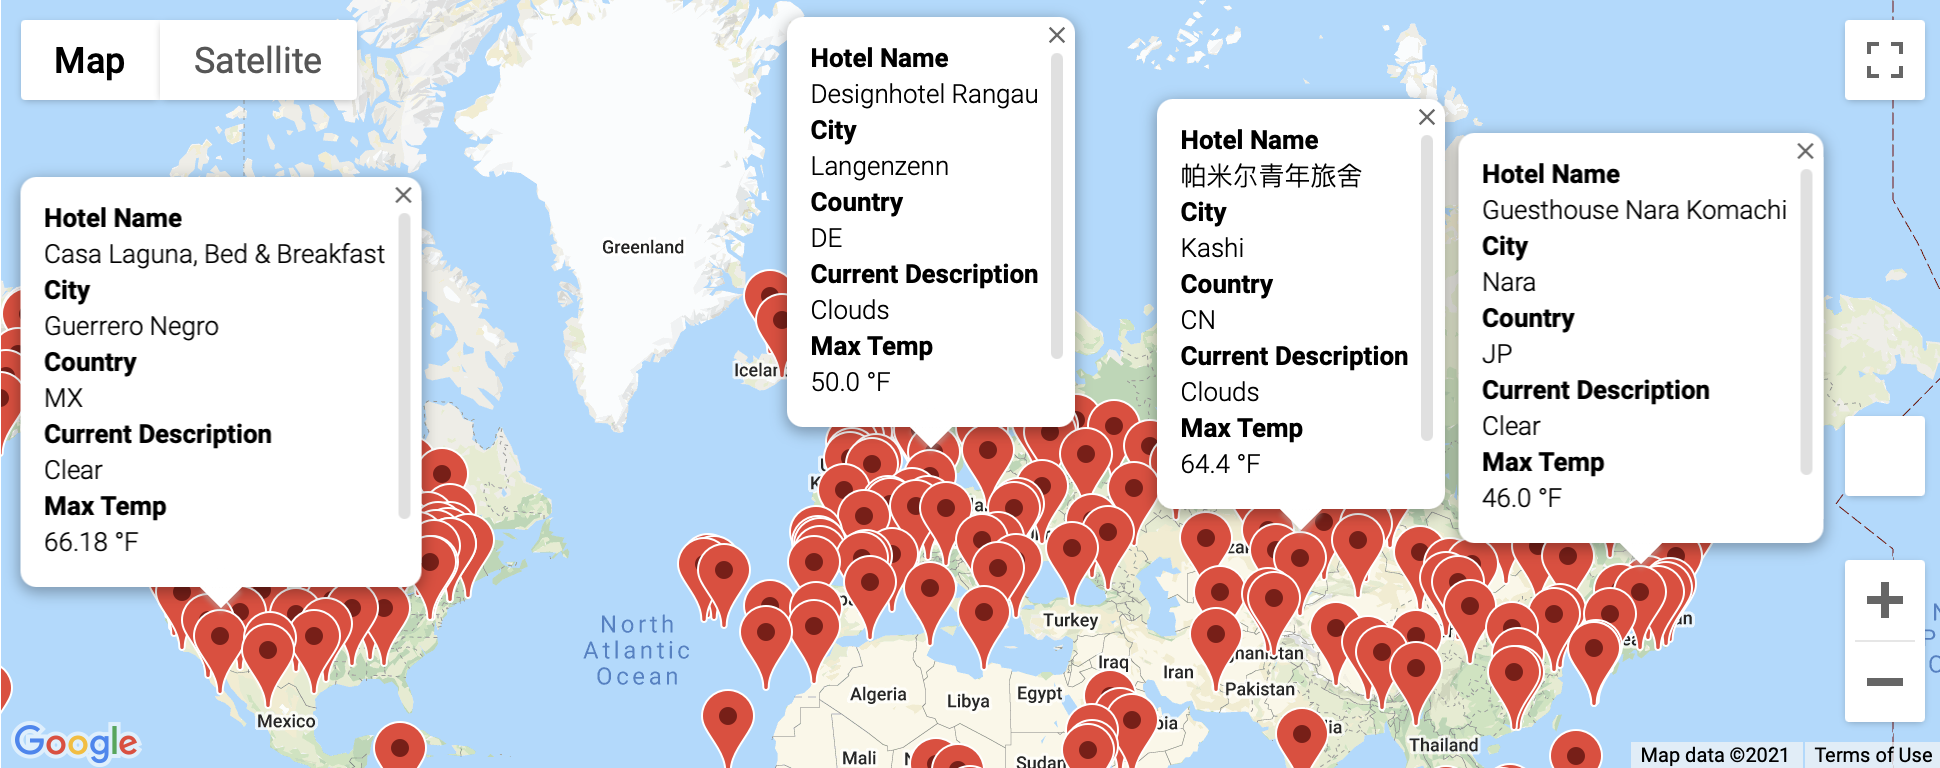 Map
Satellite
Hotel Name
Casa Laguna, Bed & Breakfast
City
Guerrero Negro
Country
MX
Current Description
Clear
Max Temp
66.18 °F
Hotel Name
Designhotel Rangau
City
Langenzenn
Country
DE
Current Description
Clouds
Max Temp
50.0 °F
Hotel Name
帕米尔青年旅舍
City
Kashi
Country
CN
Current Description
Clouds
Max Temp
64.4 °F
Hotel Name
Guesthouse Nara Komachi
City
Nara
Country
JP
Current Description
Clear
Max Temp
46.0 °F
Greenland
North
Atlantic
Ocean
Turkey
Iraq
Iran
Pakistan
Algeria
Libya
Egypt
Mali
Mexico
Thailand
Google
Map data ©2021
Terms of Use